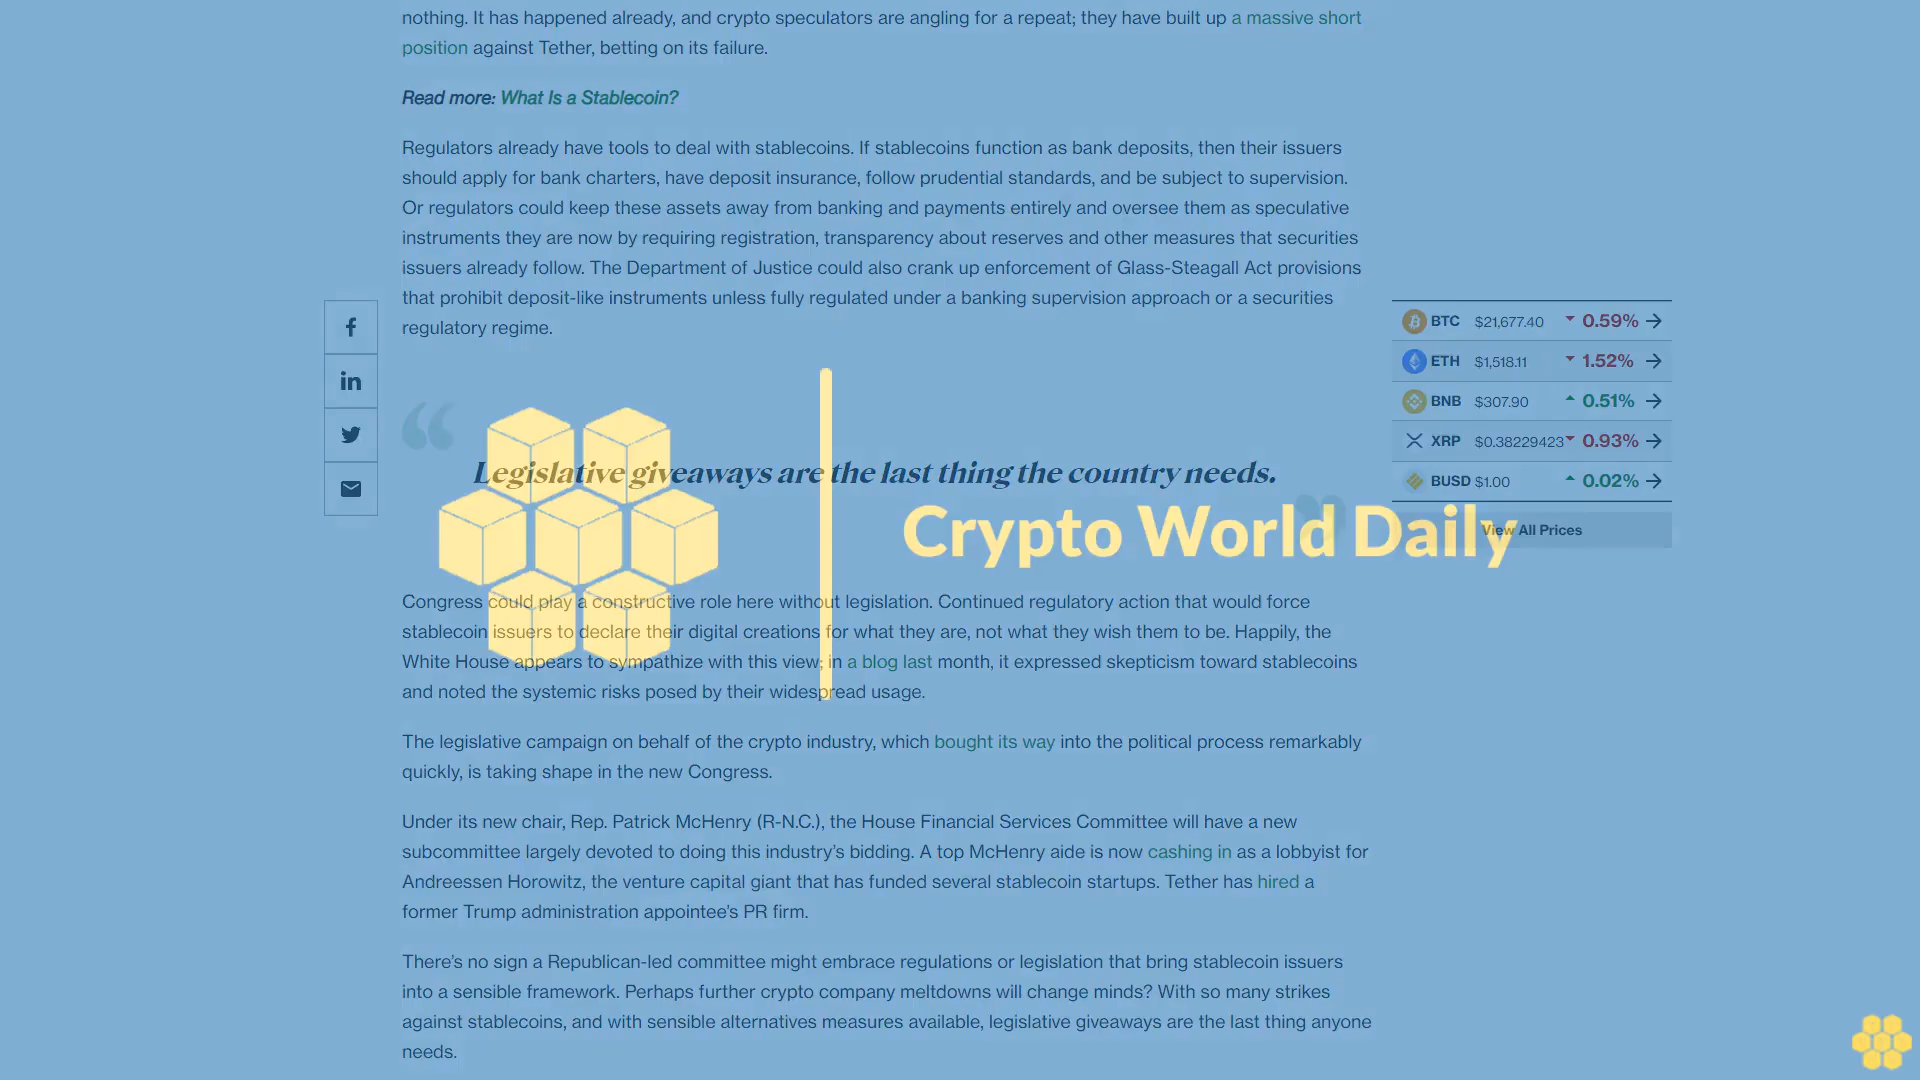 nothing. It has happened already, and crypto speculators are angling for a repeat; they have built up a massive short
position against Tether, betting on its failure.
Read more: What Is a Stablecoin?
Regulators already have tools to deal with stablecoins. If stablecoins function as bank deposits, then their issuers
should apply for bank charters, have deposit insurance, follow prudential standards, and be subject to supervision.
Or regulators could keep these assets away from banking and payments entirely and oversee them as speculative
instruments they are now by requiring registration, transparency about reserves and other measures that securities
issuers already follow. The Department of Justice could also crank up enforcement of Glass-Steagall Act provisions
that prohibit deposit-like instruments unless fully regulated under a banking supervision approach or a securities
regulatory regime.
“
Legislative giveaways are the last thing the country needs.
”
BTC $21,677.40 0.59%
ETH $1,518.11 1.52%
BNB $307.90 0.51%
XRP $0.38229423 0.93%
BUSD $1.00 0.02%
View All Prices
Crypto World Daily
Congress could play a constructive role here without legislation. Continued regulatory action that would force
stablecoin issuers to declare their digital creations for what they are, not what they wish them to be. Happily, the
White House appears to sympathize with this view; in a blog last month, it expressed skepticism toward stablecoins
and noted the systemic risks posed by their widespread usage.
The legislative campaign on behalf of the crypto industry, which bought its way into the political process remarkably
quickly, is taking shape in the new Congress.
Under its new chair, Rep. Patrick McHenry (R-N.C.), the House Financial Services Committee will have a new
subcommittee largely devoted to doing this industry’s bidding. A top McHenry aide is now cashing in as a lobbyist for
Andreessen Horowitz, the venture capital giant that has funded several stablecoin startups. Tether has hired a
former Trump administration appointee’s PR firm.
There’s no sign a Republican-led committee might embrace regulations or legislation that bring stablecoin issuers
into a sensible framework. Perhaps further crypto company meltdowns will change minds? With so many strikes
against stablecoins, and with sensible alternatives measures available, legislative giveaways are the last thing anyone
needs.